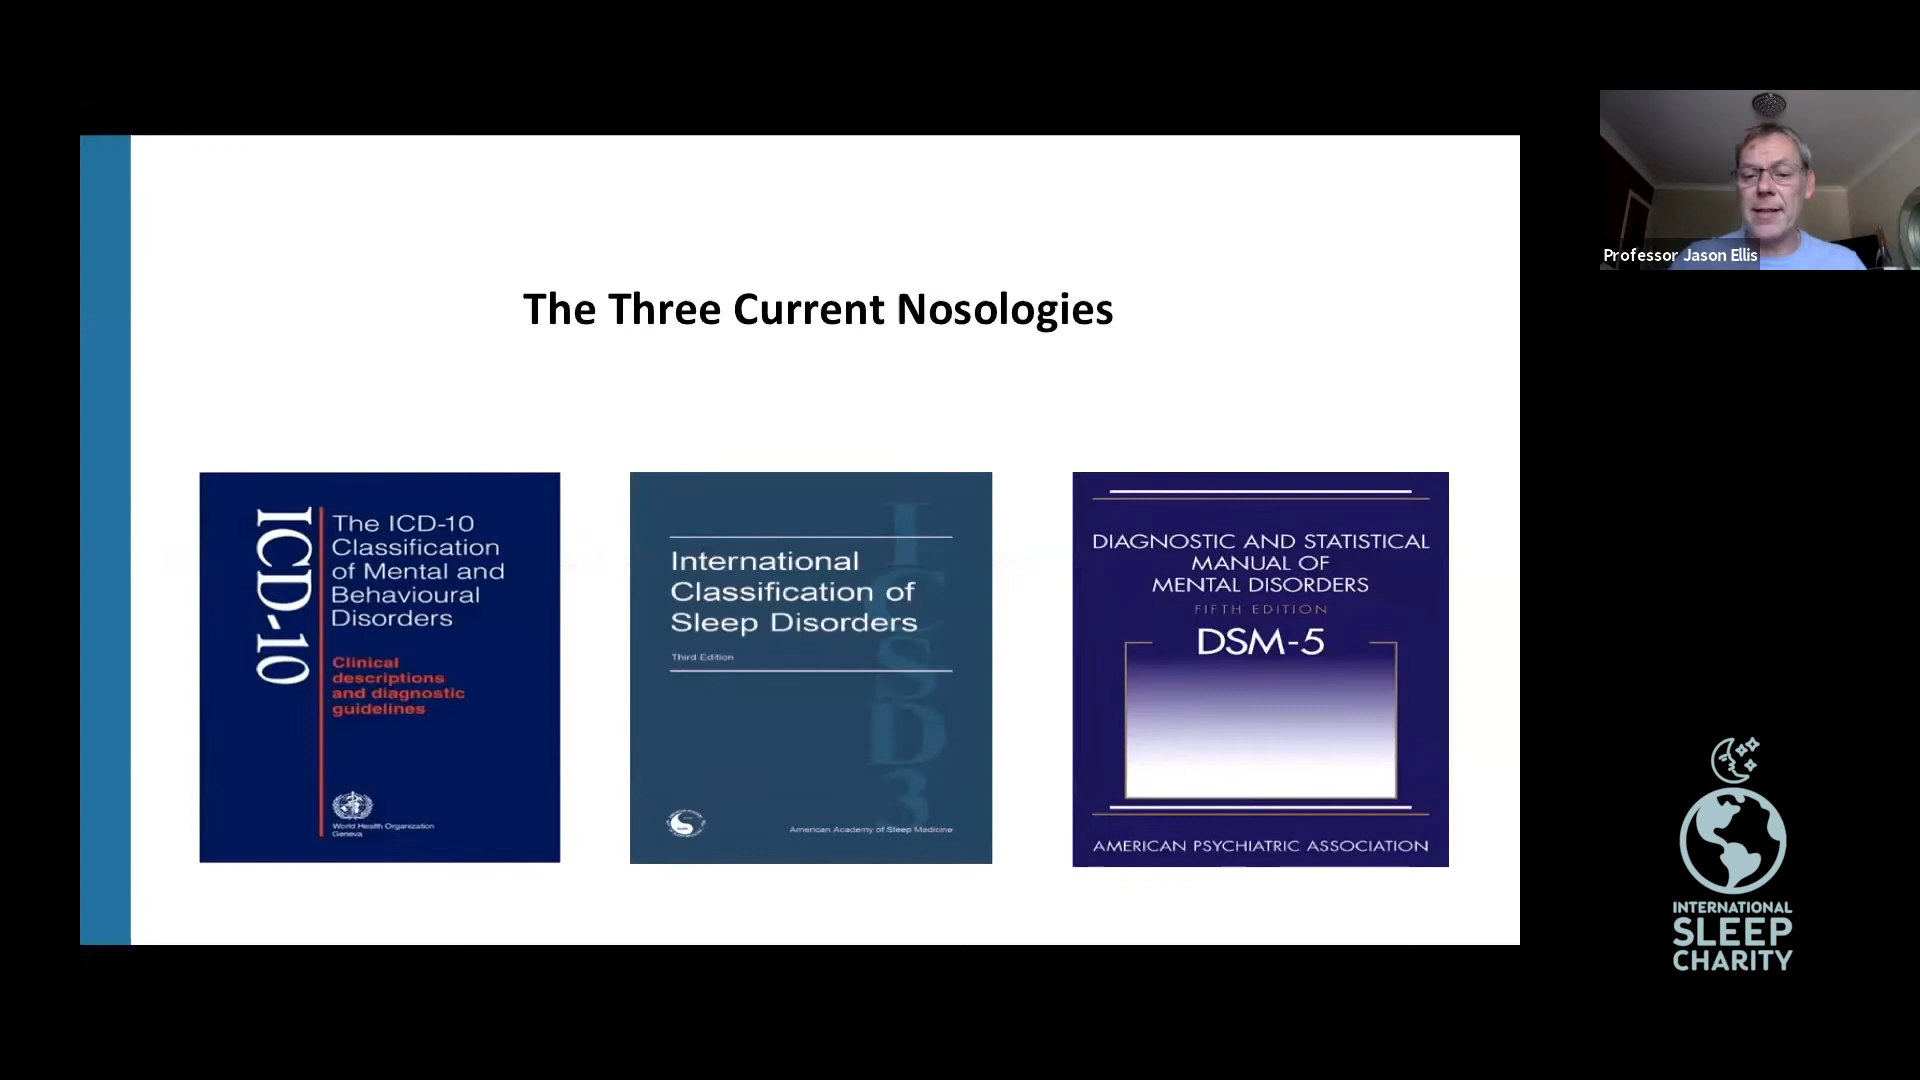 The Three Current Nosologies
ICD-10
The ICD-10
Classification
of Mental and
Behavioural
Disorders
Clinical
descriptions
and diagnostic
guidelines
World Health Organization
Geneva
International
Classification of
Sleep Disorders
Third Edition
ICSD3
American Academy of Sleep Medicine
DIAGNOSTIC AND STATISTICAL
MANUAL OF
MENTAL DISORDERS
FIFTH EDITION
DSM-5
AMERICAN PSYCHIATRIC ASSOCIATION
Professor Jason Ellis
INTERNATIONAL
SLEEP
CHARITY